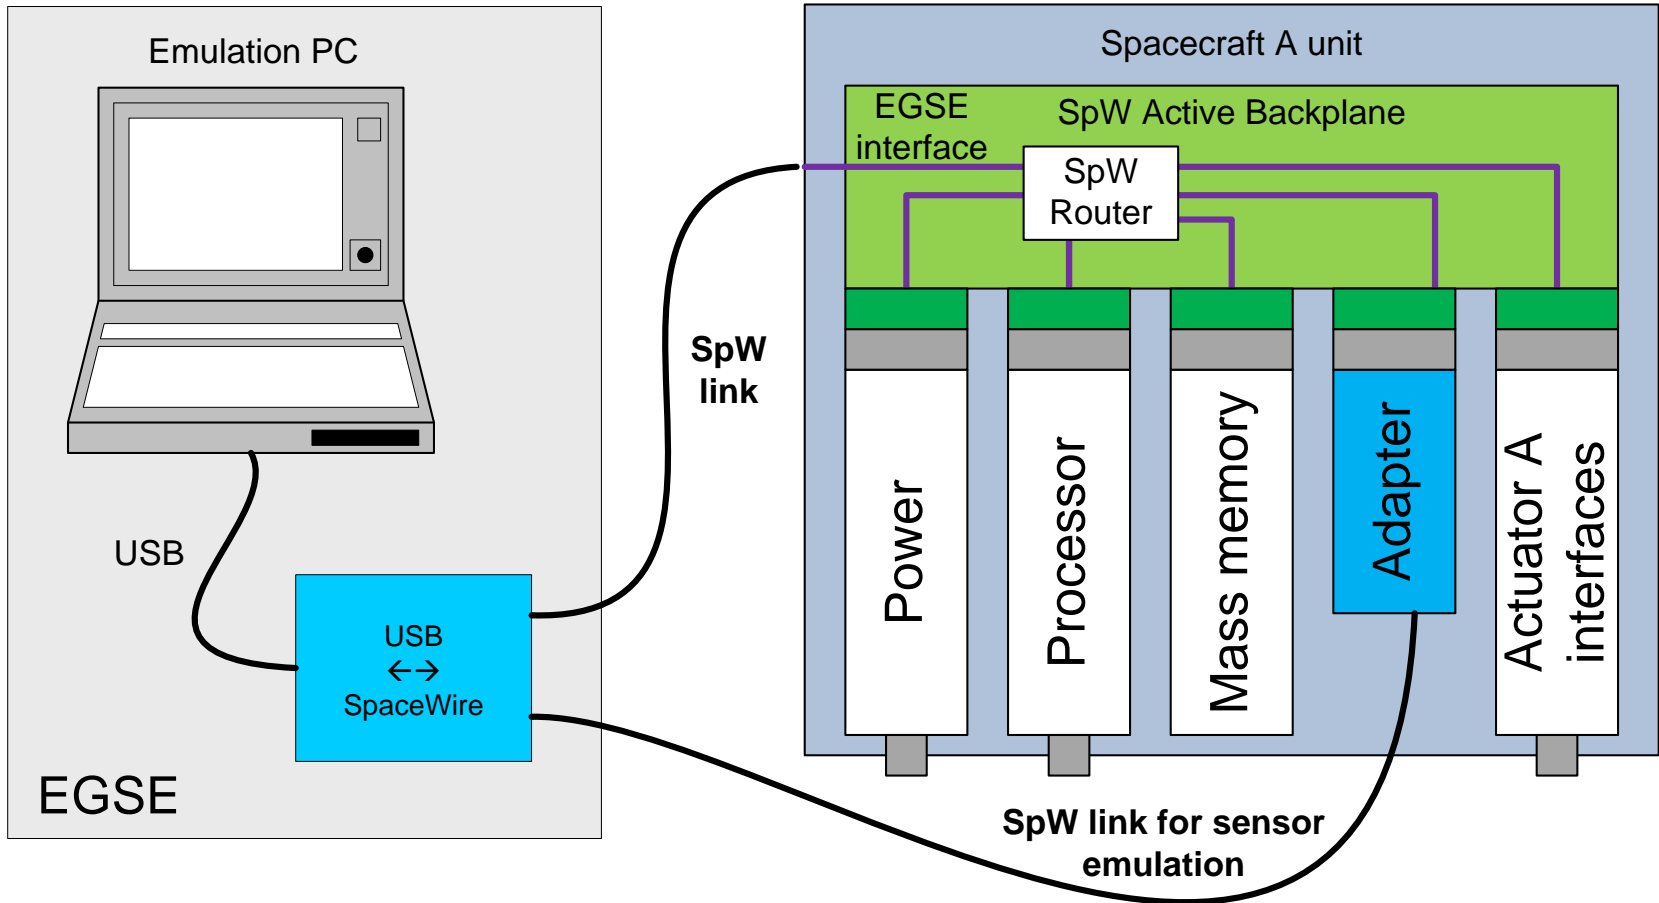 Emulation PC
USB
USB
←→
SpaceWire
EGSE
SpW
link
Spacecraft A unit
EGSE
interface
SpW Active Backplane
SpW
Router
Power
Processor
Mass memory
Adapter
Actuator A
interfaces
SpW link for sensor
emulation